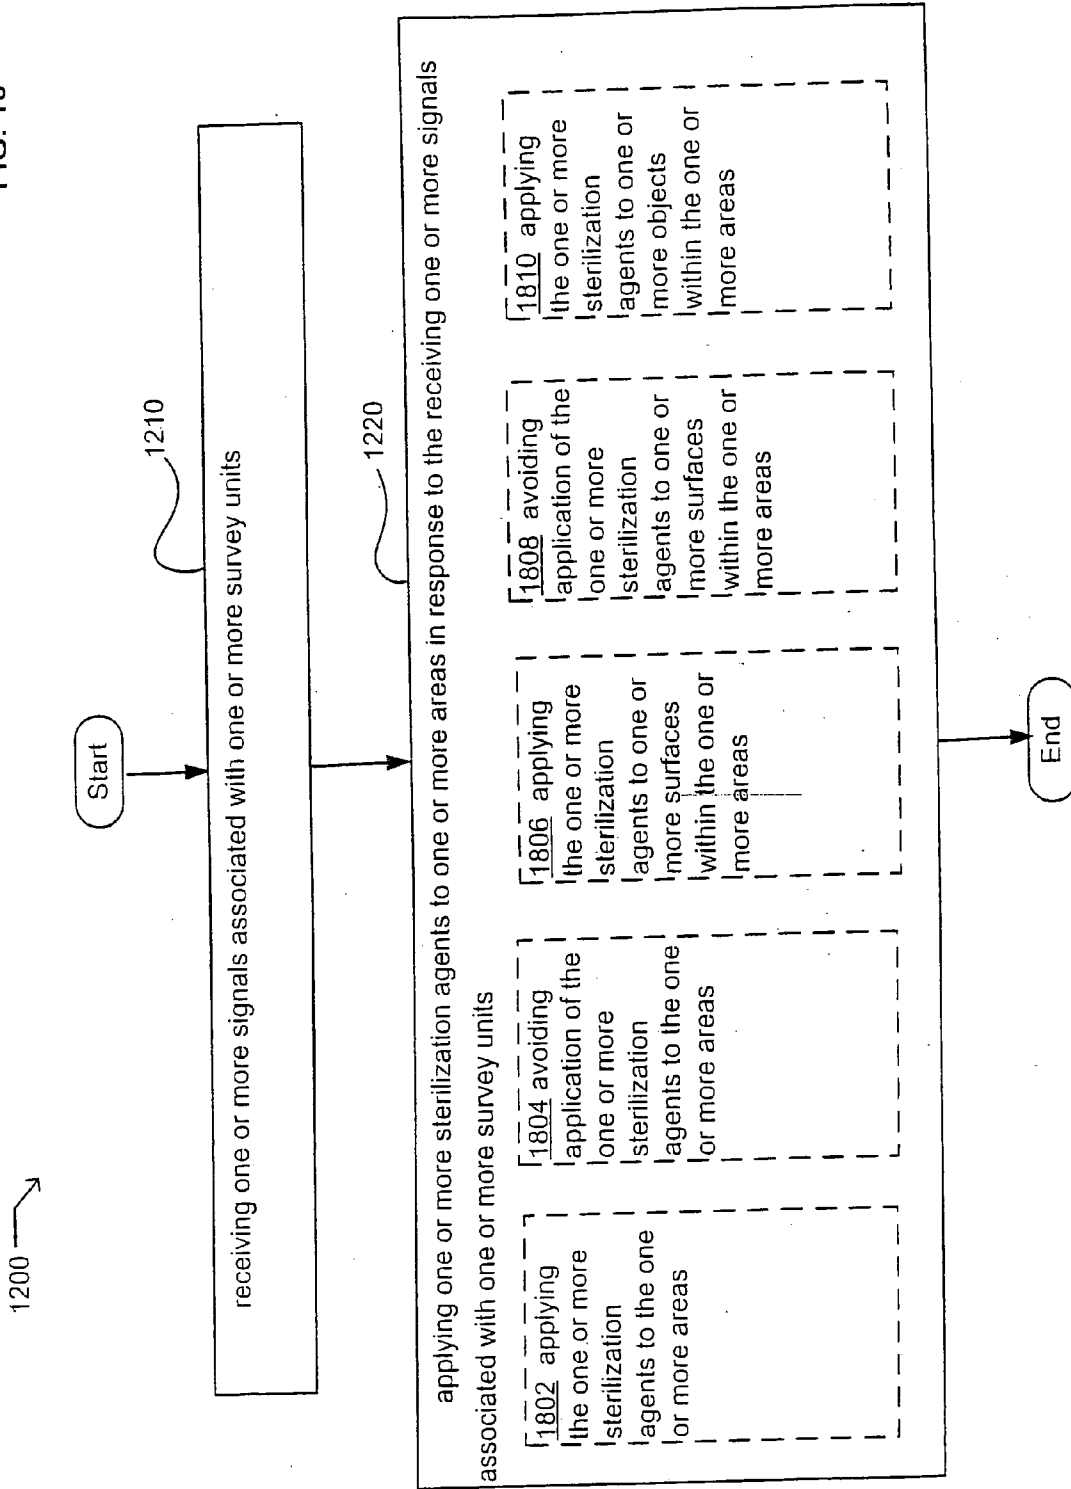 1200
Start
1210
receiving one or more signals associated with one or more survey units
1220
applying one or more sterilization agents to one or more areas in response to the receiving one or more signals
associated with one or more survey units
1802 applying
the one or more
sterilization
agents to the one
or more areas
1804 avoiding
application of the
one or more
sterilization
agents to the one
or more areas
1806 applying
the one or more
sterilization
agents to one or
more surfaces
within the one or
more areas
1808 avoiding
application of the
one or more
sterilization
agents to one or
more surfaces
within the one or
more areas
1810 applying
the one or more
sterilization
agents to one or
more objects
within the one or
more areas
End